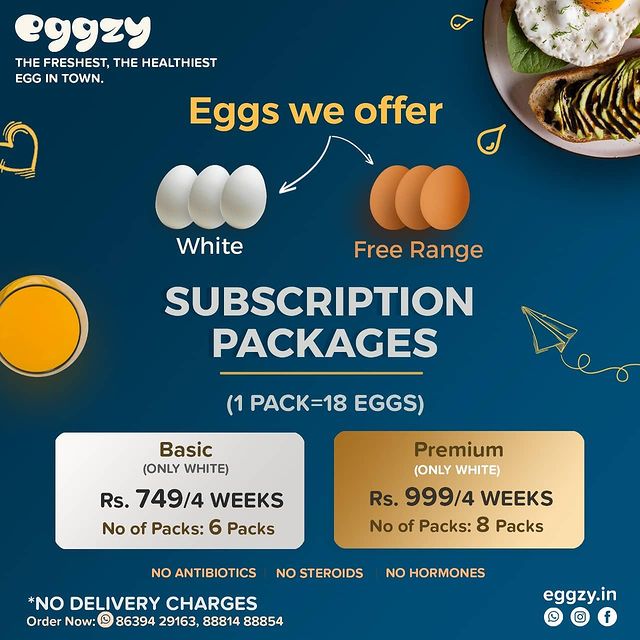 eggzy
THE FRESHEST, THE HEALTHIEST
EGG IN TOWN.
Eggs we offer
White
Free Range
SUBSCRIPTION
PACKAGES
(1 PACK=18 EGGS)
Basic
(ONLY WHITE)
Rs. 749/4 WEEKS
No of Packs: 6 Packs
Premium
(ONLY WHITE)
Rs. 999/4 WEEKS
No of Packs: 8 Packs
NO ANTIBIOTICS NO STEROIDS NO HORMONES
*NO DELIVERY CHARGES
Order Now: 86394 29163, 88814 88854
eggzy.in